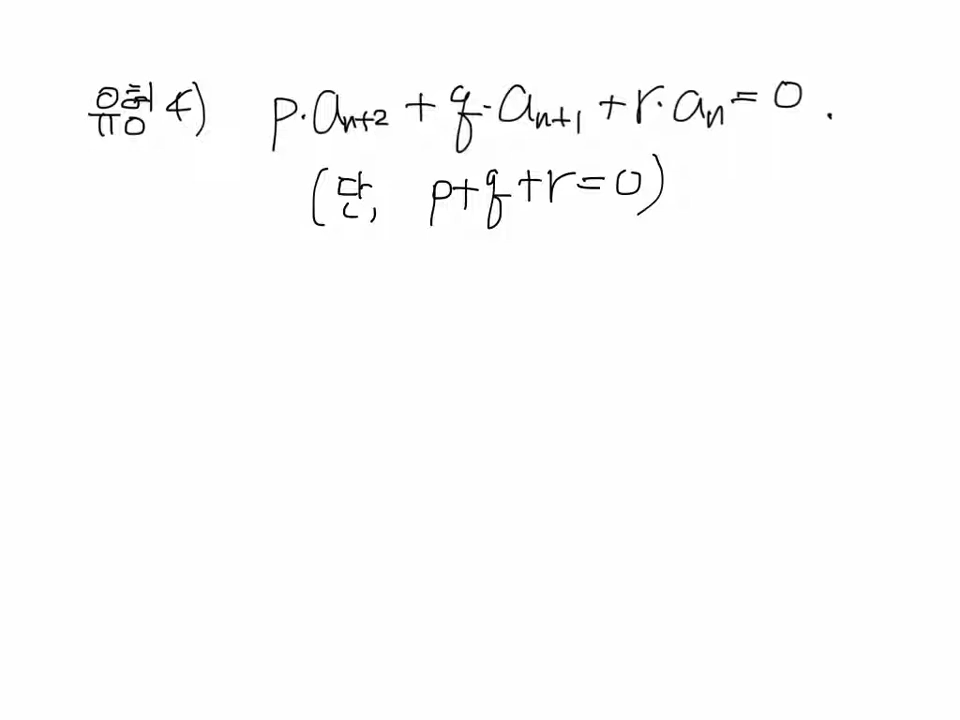 유형 4) p·aₙ₊₂ + q·aₙ₊₁ + r·aₙ = 0 .
(단, p+q+r=0)